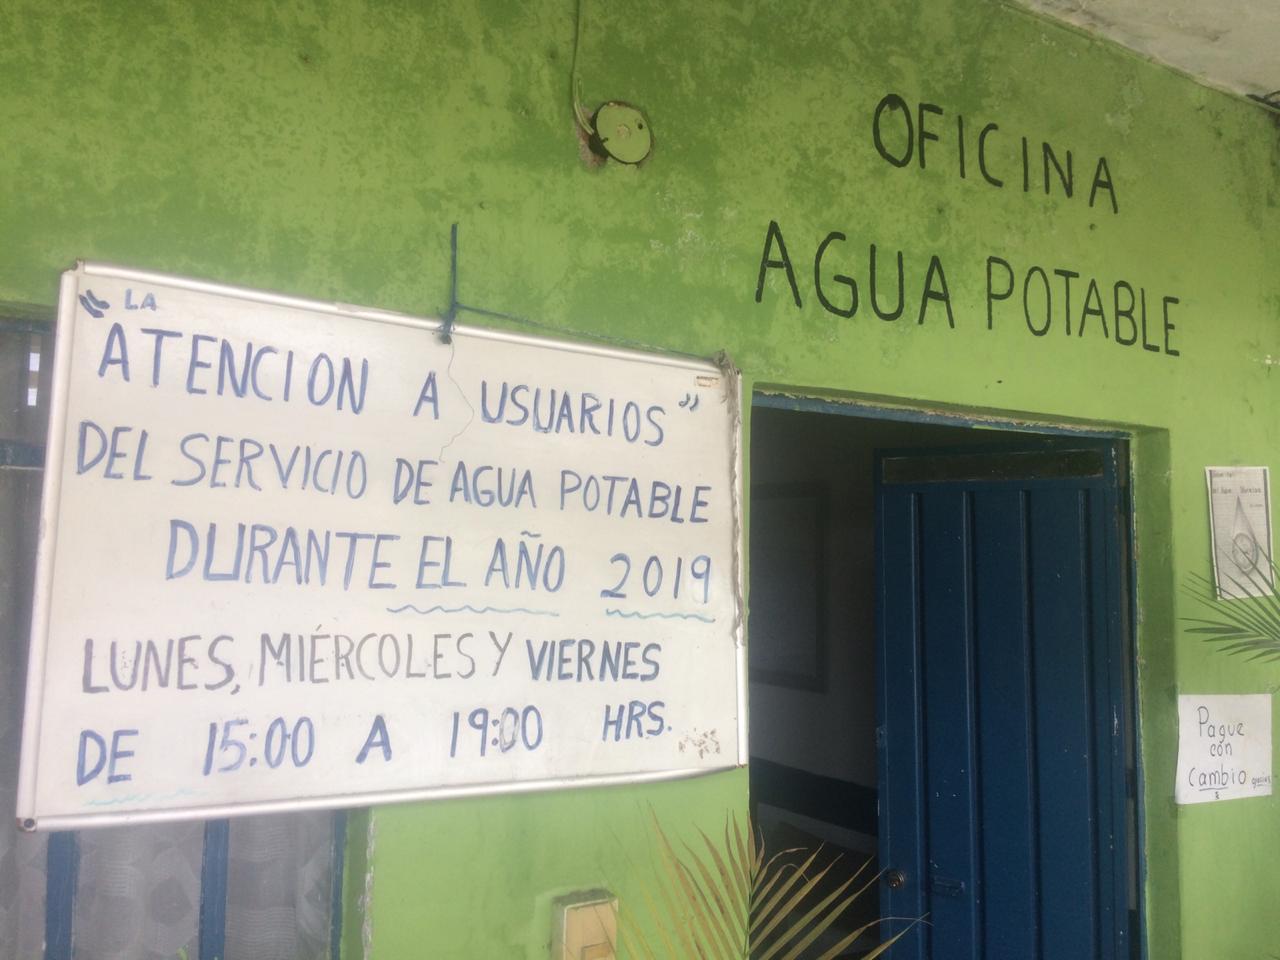 OFICINA
AGUA POTABLE
"LA
ATENCION A USUARIOS"
DEL SERVICIO DE AGUA POTABLE
DURANTE EL AÑO 2019
LUNES, MIÉRCOLES Y VIERNES
DE 15:00 A 19:00 HRS.
Pague
con
Cambio gracias